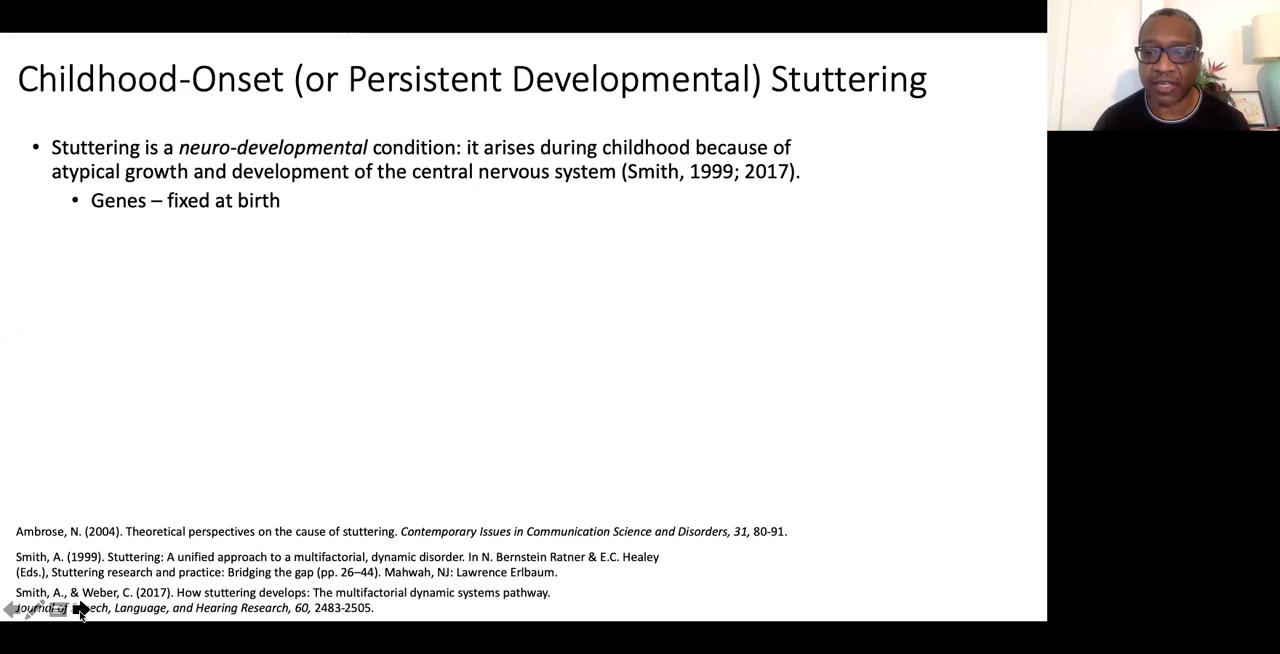 Childhood-Onset (or Persistent Developmental) Stuttering
• Stuttering is a neuro-developmental condition: it arises during childhood because of
atypical growth and development of the central nervous system (Smith, 1999; 2017).
• Genes – fixed at birth
Ambrose, N. (2004). Theoretical perspectives on the cause of stuttering. Contemporary Issues in Communication Science and Disorders, 31, 80-91.
Smith, A. (1999). Stuttering: A unified approach to a multifactorial, dynamic disorder. In N. Bernstein Ratner & E.C. Healey
(Eds.), Stuttering research and practice: Bridging the gap (pp. 26–44). Mahwah, NJ: Lawrence Erlbaum.
Smith, A., & Weber, C. (2017). How stuttering develops: The multifactorial dynamic systems pathway.
Journal of Speech, Language, and Hearing Research, 60, 2483-2505.